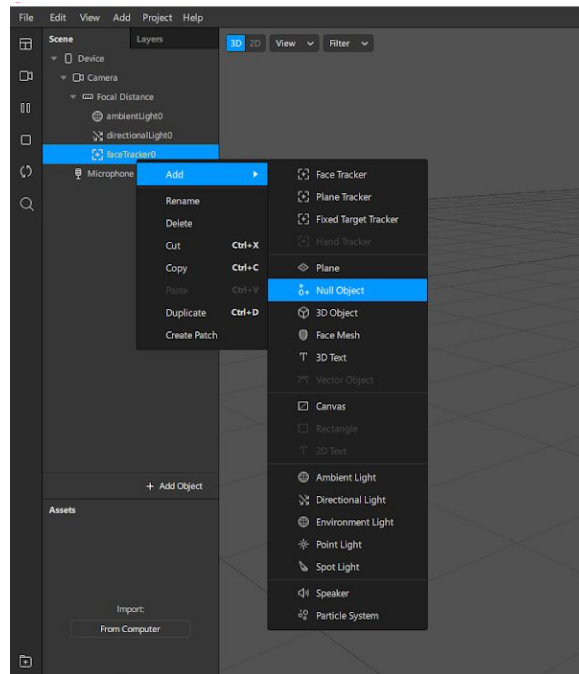 File Edit View Add Project Help
Scene Layers
3D 2D View Filter
Device
Camera
Focal Distance
ambientLight0
directionalLight0
faceTracker0
Microphone
Add
Rename
Delete
Cut Ctrl+X
Copy Ctrl+C
Paste Ctrl+V
Duplicate Ctrl+D
Create Patch
Face Tracker
Plane Tracker
Fixed Target Tracker
Hand Tracker
Plane
Null Object
3D Object
Face Mesh
3D Text
Vector Object
Canvas
Rectangle
2D Text
Ambient Light
Directional Light
Environment Light
Point Light
Spot Light
Speaker
Particle System
+ Add Object
Assets
Import:
From Computer